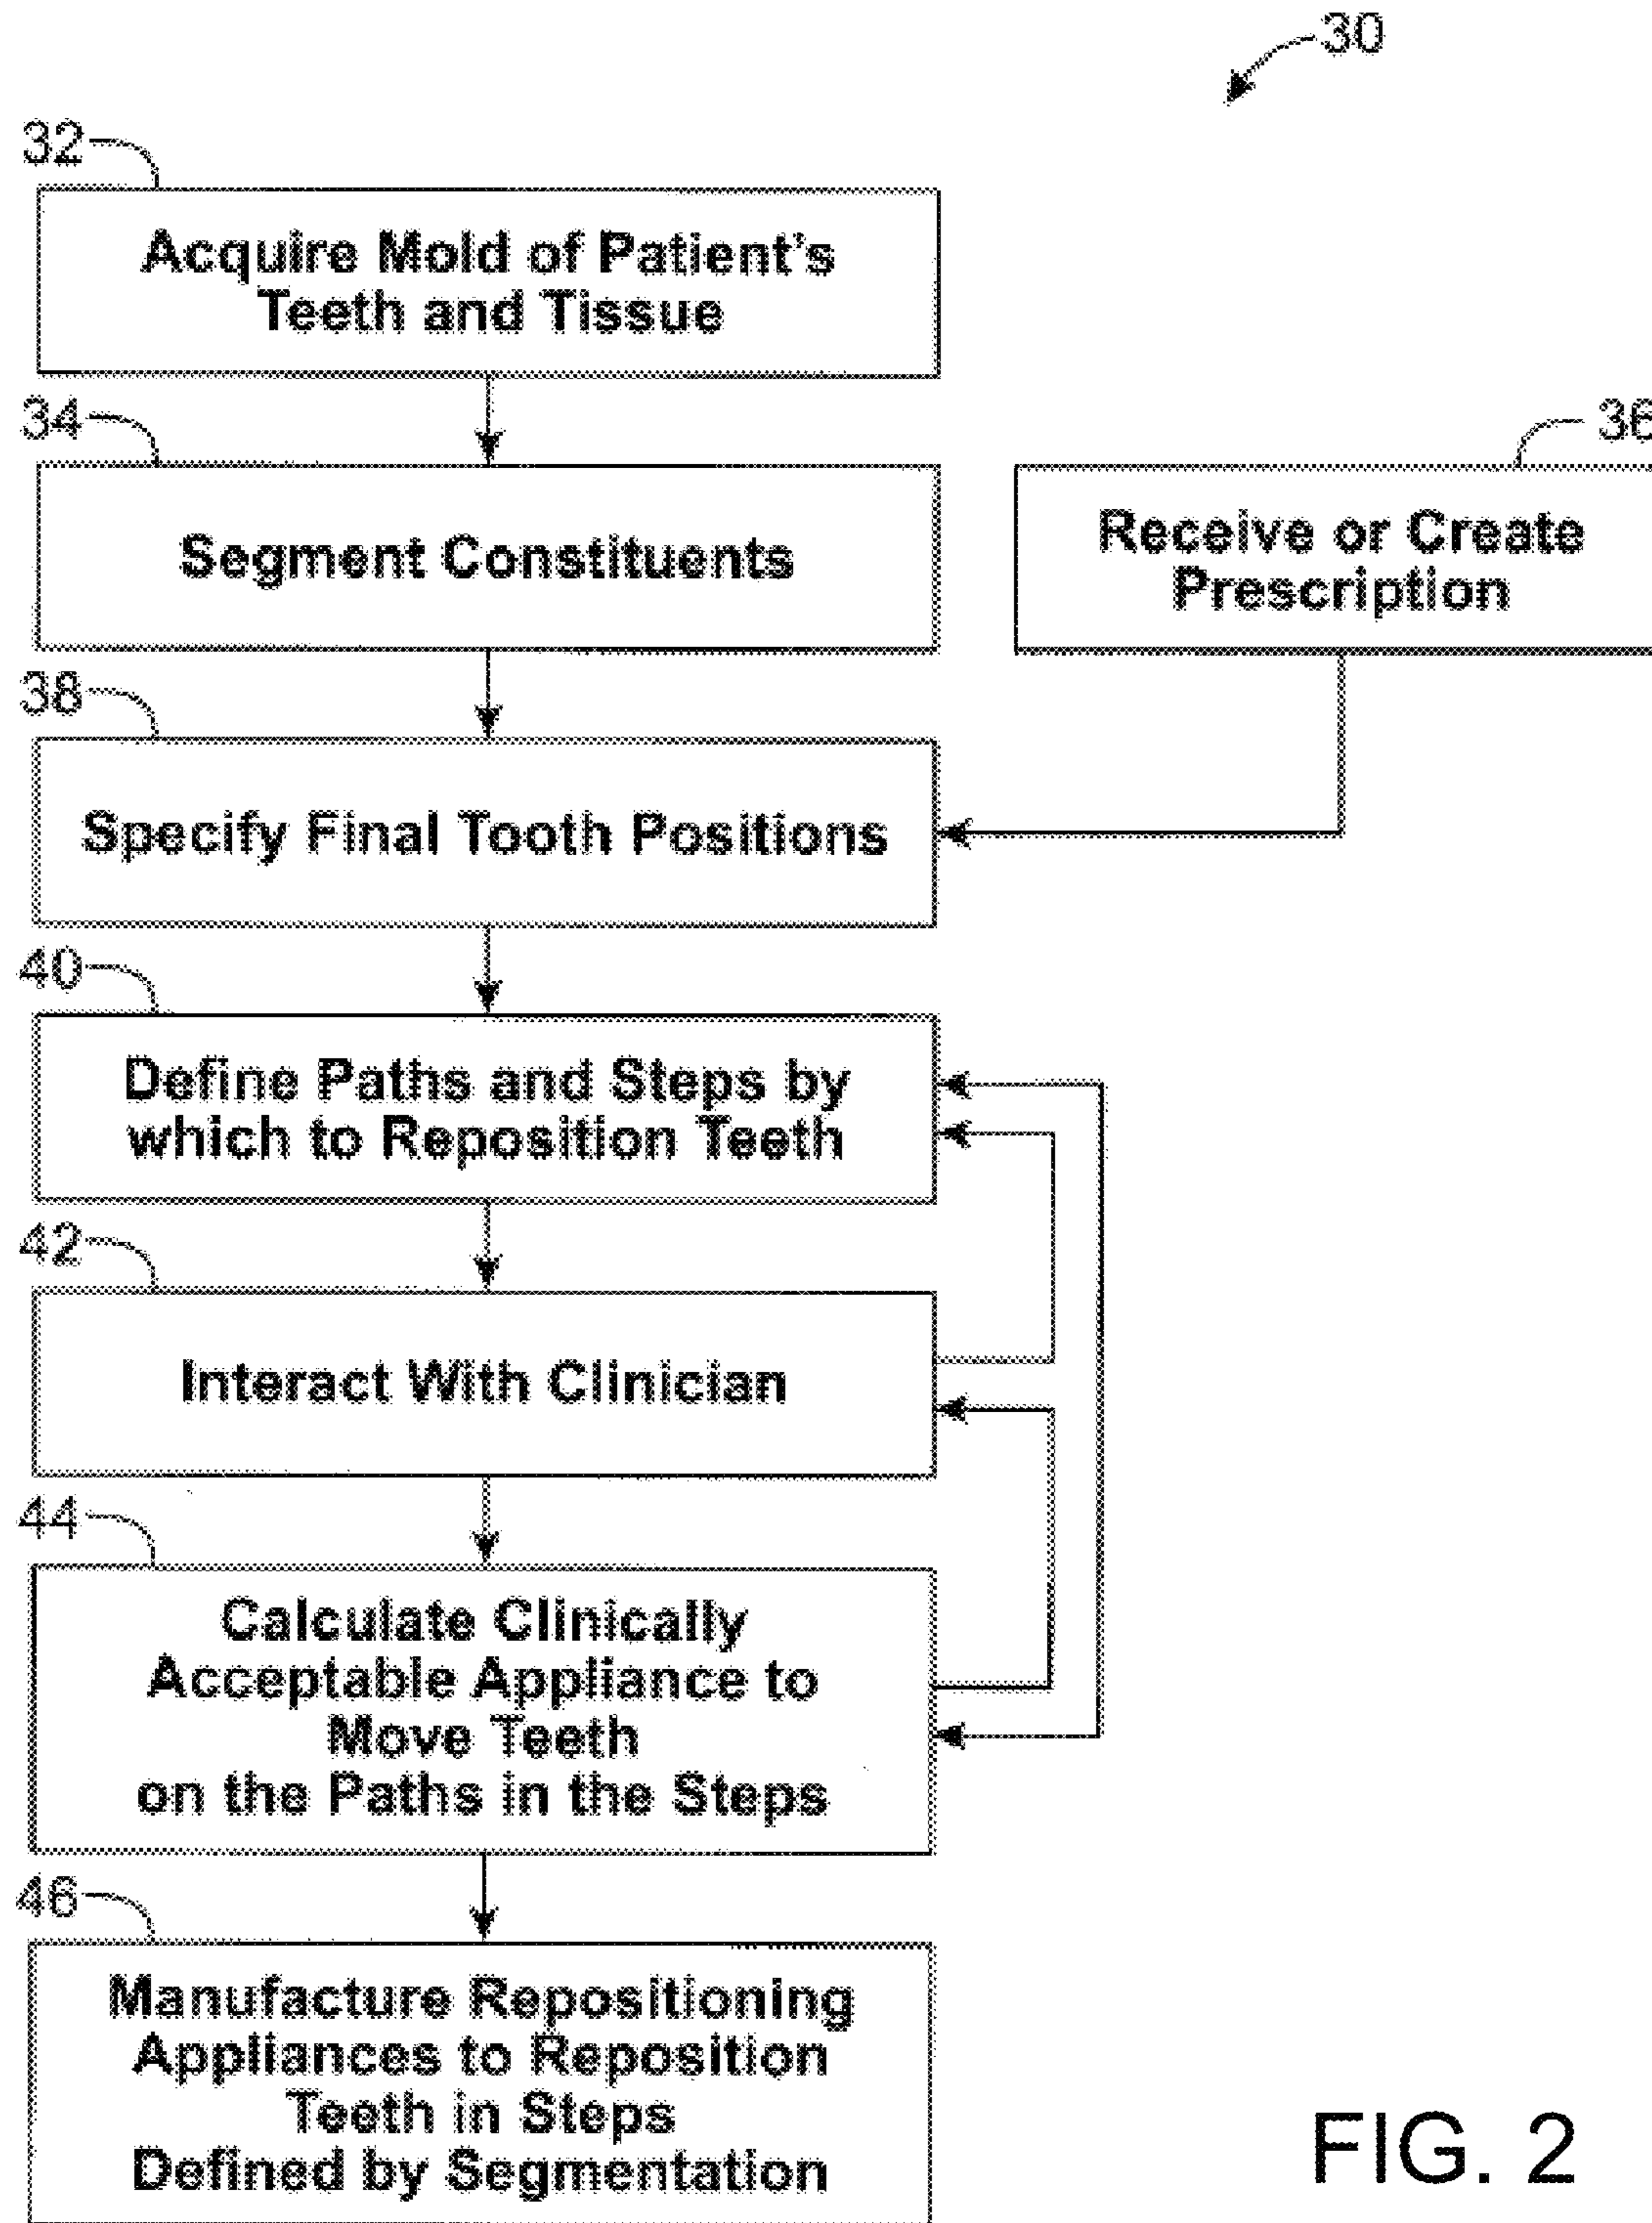 30
32
Acquire Mold of Patient's
Teeth and Tissue
34
Segment Constituents
36
Receive or Create
Prescription
38
Specify Final Tooth Positions
40
Define Paths and Steps by
which to Reposition Teeth
42
Interact With Clinician
44
Calculate Clinically
Acceptable Appliance to
Move Teeth
on the Paths in the Steps
46
Manufacture Repositioning
Appliances to Reposition
Teeth in Steps
Defined by Segmentation
FIG. 2